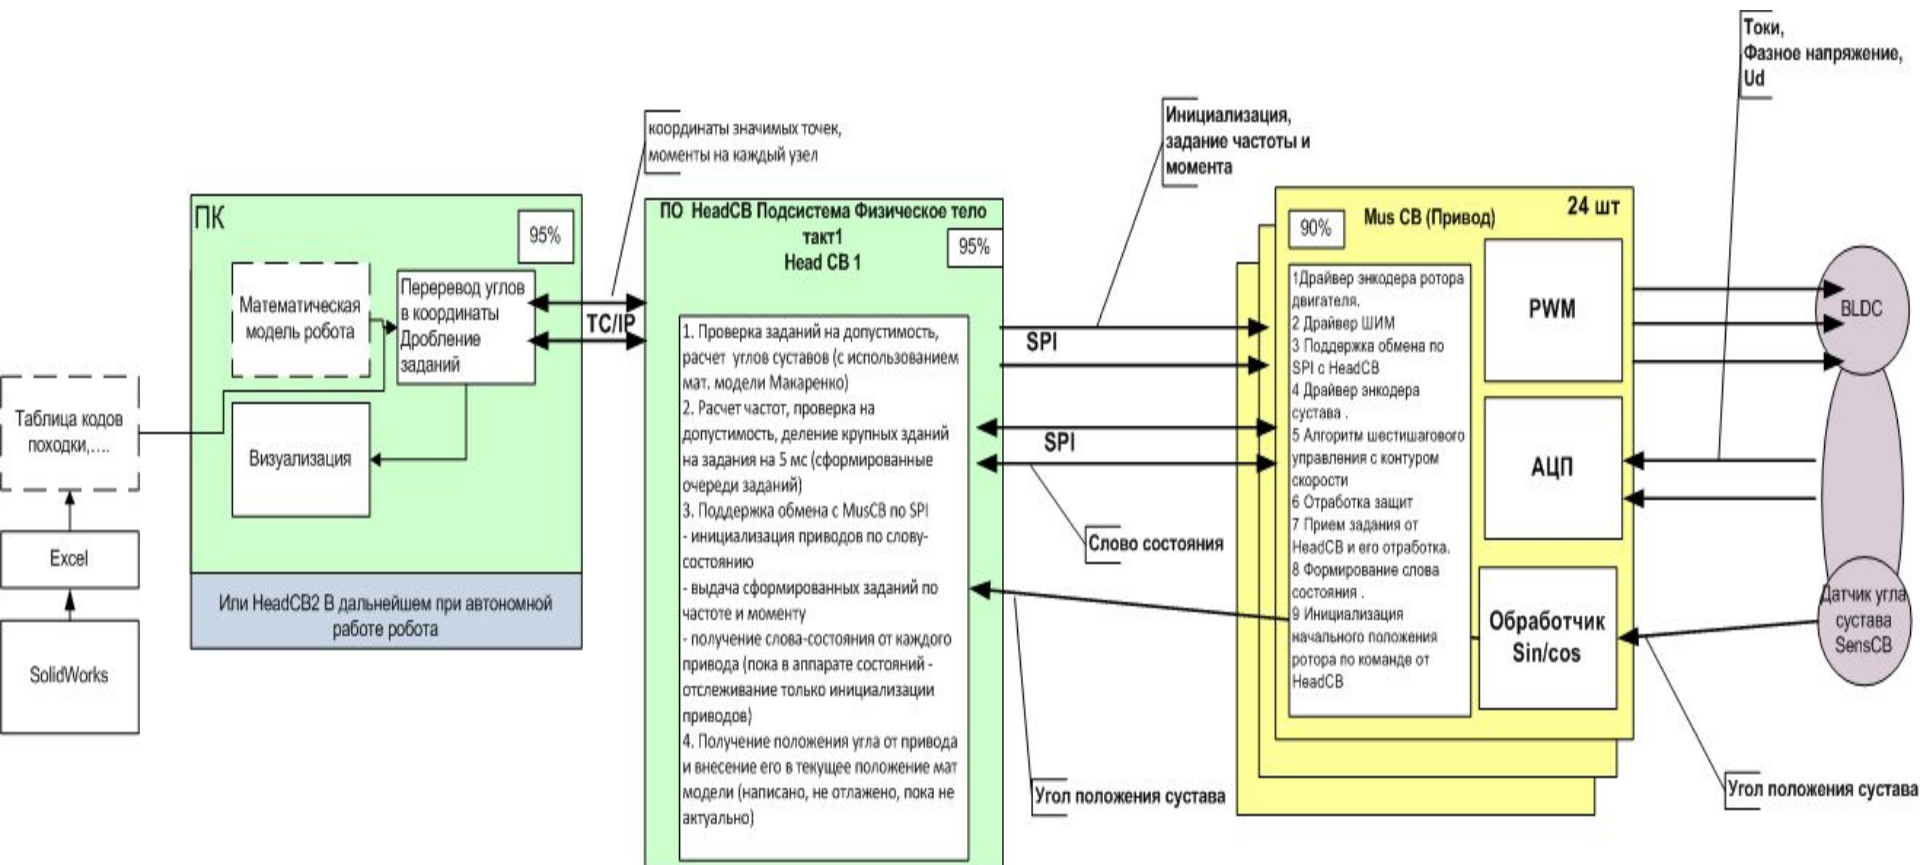 Таблица кодов
походки,....
Excel
SolidWorks
ПК
95%
Математическая
модель робота
Переревод углов
в координаты
Дробление
заданий
Визуализация
Или HeadCB2 В дальнейшем при автономной
работе робота
координаты значимых точек,
моменты на каждый узел
TC/IP
ПО HeadCB Подсистема Физическое тело
такт1
Head CB 1
95%
1. Проверка заданий на допустимость,
расчет углов суставов (с использованием
мат. модели Макаренко)
2. Расчет частот, проверка на
допустимость, деление крупных зданий
на задания на 5 мс (сформированные
очереди заданий)
3. Поддержка обмена с MusCB по SPI
- инициализация приводов по слову-
состоянию
- выдача сформированных заданий по
частоте и моменту
- получение слова-состояния от каждого
привода (пока в аппарате состояний -
отслеживание только инициализации
приводов)
4. Получение положения угла от привода
и внесение его в текущее положение мат
модели (написано, не отлажено, пока не
актуально)
Инициализация,
задание частоты и
момента
SPI
SPI
Слово состояния
Угол положения сустава
90%
Mus CB (Привод)
24 шт
1Драйвер энкодера ротора
двигателя.
2 Драйвер ШИМ
3 Поддержка обмена по
SPI с HeadCB
4 Драйвер энкодера
сустава .
5 Алгоритм шестишагового
управления с контуром
скорости
6 Отработка защит
7 Прием задания от
HeadCB и его отработка.
8 Формирование слова
состояния .
9 Инициализация
начального положения
ротора по команде от
HeadCB
PWM
АЦП
Обработчик
Sin/cos
Токи,
Фазное напряжение,
Ud
BLDC
Датчик угла
сустава
SensCB
Угол положения сустава